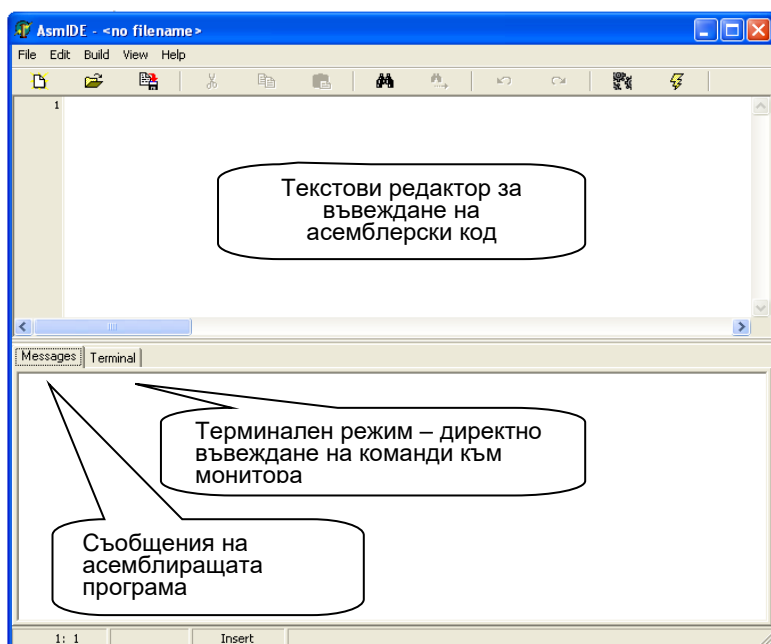 AsmIDE - <no filename>
File Edit Build View Help
1
Текстови редактор за
въвеждане на
асемблерски код
Messages Terminal
Терминален режим – директно
въвеждане на команди към
монитора
Съобщения на
асемблиращата
програма
1: 1 Insert